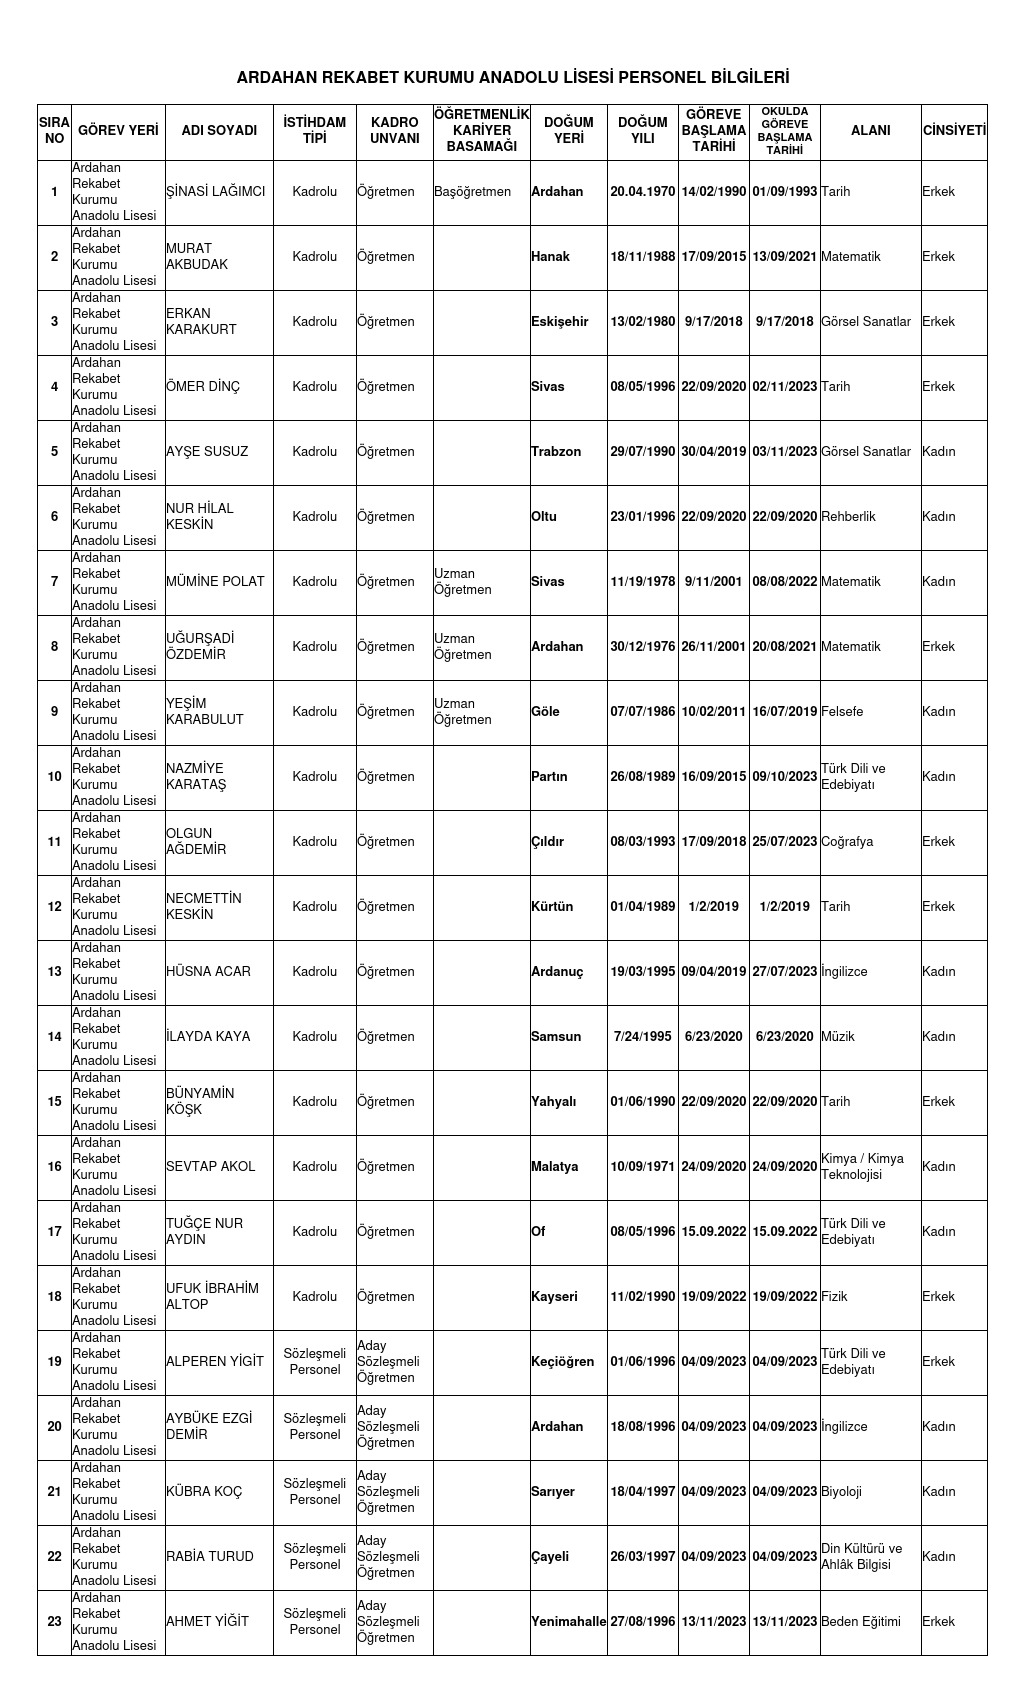 ARDAHAN REKABET KURUMU ANADOLU LİSESİ PERSONEL BİLGİLERİ
SIRA NO GÖREV YERİ ADI SOYADI İSTİHDAM TİPİ KADRO UNVANI ÖĞRETMENLİK KARİYER BASAMAĞI DOĞUM YERİ DOĞUM YILI GÖREVE BAŞLAMA TARİHİ OKULDA GÖREVE BAŞLAMA TARİHİ ALANI CİNSİYETİ
1 Ardahan Rekabet Kurumu Anadolu Lisesi ŞİNASİ LAĞIMCI Kadrolu Öğretmen Başöğretmen Ardahan 20.04.1970 14/02/1990 01/09/1993 Tarih Erkek
2 Ardahan Rekabet Kurumu Anadolu Lisesi MURAT AKBUDAK Kadrolu Öğretmen Hanak 18/11/1988 17/09/2015 13/09/2021 Matematik Erkek
3 Ardahan Rekabet Kurumu Anadolu Lisesi ERKAN KARAKURT Kadrolu Öğretmen Eskişehir 13/02/1980 9/17/2018 9/17/2018 Görsel Sanatlar Erkek
4 Ardahan Rekabet Kurumu Anadolu Lisesi ÖMER DİNÇ Kadrolu Öğretmen Sivas 08/05/1996 22/09/2020 02/11/2023 Tarih Erkek
5 Ardahan Rekabet Kurumu Anadolu Lisesi AYŞE SUSUZ Kadrolu Öğretmen Trabzon 29/07/1990 30/04/2019 03/11/2023 Görsel Sanatlar Kadın
6 Ardahan Rekabet Kurumu Anadolu Lisesi NUR HİLAL KESKİN Kadrolu Öğretmen Oltu 23/01/1996 22/09/2020 22/09/2020 Rehberlik Kadın
7 Ardahan Rekabet Kurumu Anadolu Lisesi MÜMİNE POLAT Kadrolu Öğretmen Uzman Öğretmen Sivas 11/19/1978 9/11/2001 08/08/2022 Matematik Kadın
8 Ardahan Rekabet Kurumu Anadolu Lisesi UĞURŞADİ ÖZDEMİR Kadrolu Öğretmen Uzman Öğretmen Ardahan 30/12/1976 26/11/2001 20/08/2021 Matematik Erkek
9 Ardahan Rekabet Kurumu Anadolu Lisesi YEŞİM KARABULUT Kadrolu Öğretmen Uzman Öğretmen Göle 07/07/1986 10/02/2011 16/07/2019 Felsefe Kadın
10 Ardahan Rekabet Kurumu Anadolu Lisesi NAZMİYE KARATAŞ Kadrolu Öğretmen Partın 26/08/1989 16/09/2015 09/10/2023 Türk Dili ve Edebiyatı Kadın
11 Ardahan Rekabet Kurumu Anadolu Lisesi OLGUN AĞDEMİR Kadrolu Öğretmen Çıldır 08/03/1993 17/09/2018 25/07/2023 Coğrafya Erkek
12 Ardahan Rekabet Kurumu Anadolu Lisesi NECMETTİN KESKİN Kadrolu Öğretmen Kürtün 01/04/1989 1/2/2019 1/2/2019 Tarih Erkek
13 Ardahan Rekabet Kurumu Anadolu Lisesi HÜSNA ACAR Kadrolu Öğretmen Ardanuç 19/03/1995 09/04/2019 27/07/2023 İngilizce Kadın
14 Ardahan Rekabet Kurumu Anadolu Lisesi İLAYDA KAYA Kadrolu Öğretmen Samsun 7/24/1995 6/23/2020 6/23/2020 Müzik Kadın
15 Ardahan Rekabet Kurumu Anadolu Lisesi BÜNYAMİN KÖŞK Kadrolu Öğretmen Yahyalı 01/06/1990 22/09/2020 22/09/2020 Tarih Erkek
16 Ardahan Rekabet Kurumu Anadolu Lisesi SEVTAP AKOL Kadrolu Öğretmen Malatya 10/09/1971 24/09/2020 24/09/2020 Kimya / Kimya Teknolojisi Kadın
17 Ardahan Rekabet Kurumu Anadolu Lisesi TUĞÇE NUR AYDIN Kadrolu Öğretmen Of 08/05/1996 15.09.2022 15.09.2022 Türk Dili ve Edebiyatı Kadın
18 Ardahan Rekabet Kurumu Anadolu Lisesi UFUK İBRAHİM ALTOP Kadrolu Öğretmen Kayseri 11/02/1990 19/09/2022 19/09/2022 Fizik Erkek
19 Ardahan Rekabet Kurumu Anadolu Lisesi ALPEREN YİGİT Sözleşmeli Personel Aday Sözleşmeli Öğretmen Keçiöğren 01/06/1996 04/09/2023 04/09/2023 Türk Dili ve Edebiyatı Erkek
20 Ardahan Rekabet Kurumu Anadolu Lisesi AYBÜKE EZGİ DEMİR Sözleşmeli Personel Aday Sözleşmeli Öğretmen Ardahan 18/08/1996 04/09/2023 04/09/2023 İngilizce Kadın
21 Ardahan Rekabet Kurumu Anadolu Lisesi KÜBRA KOÇ Sözleşmeli Personel Aday Sözleşmeli Öğretmen Sarıyer 18/04/1997 04/09/2023 04/09/2023 Biyoloji Kadın
22 Ardahan Rekabet Kurumu Anadolu Lisesi RABİA TURUD Sözleşmeli Personel Aday Sözleşmeli Öğretmen Çayeli 26/03/1997 04/09/2023 04/09/2023 Din Kültürü ve Ahlâk Bilgisi Kadın
23 Ardahan Rekabet Kurumu Anadolu Lisesi AHMET YİĞİT Sözleşmeli Personel Aday Sözleşmeli Öğretmen Yenimahalle 27/08/1996 13/11/2023 13/11/2023 Beden Eğitimi Erkek